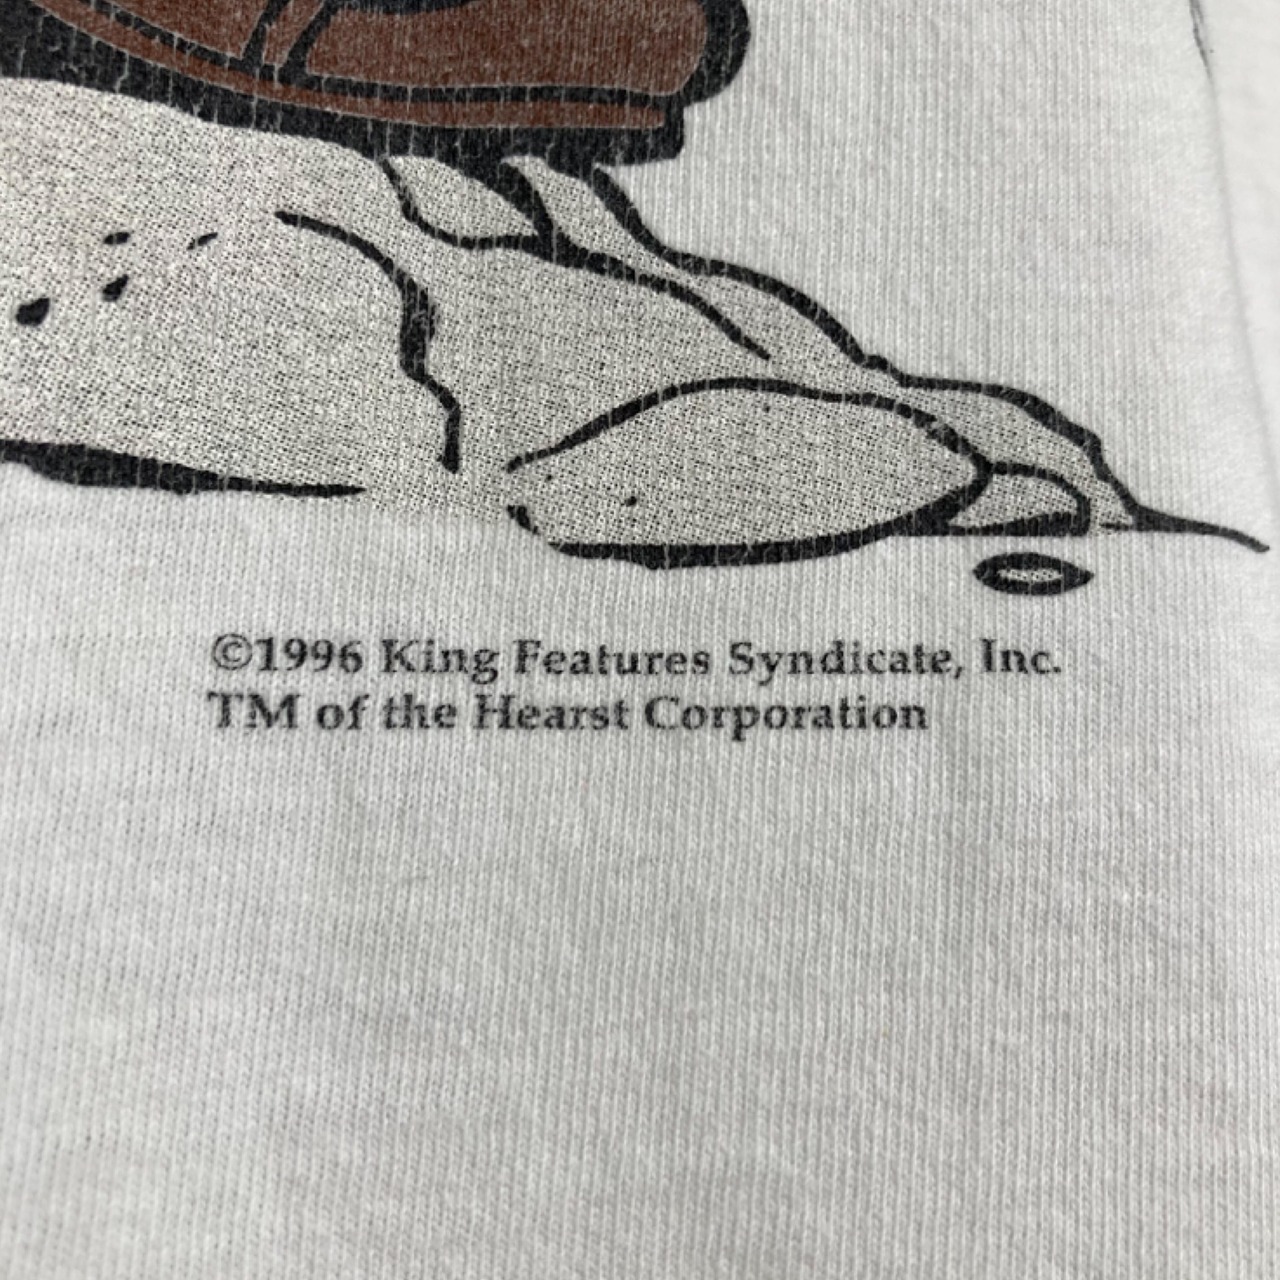 ©1996 King Features Syndicate, Inc.
TM of the Hearst Corporation